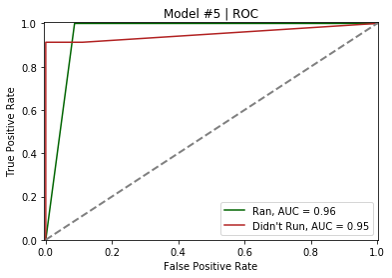 Model #5 | ROC
1.0
0.8
0.6
0.4
0.2
0.0
True Positive Rate
Ran, AUC = 0.96
Didn't Run, AUC = 0.95
0.0 0.2 0.4 0.6 0.8 1.0
False Positive Rate